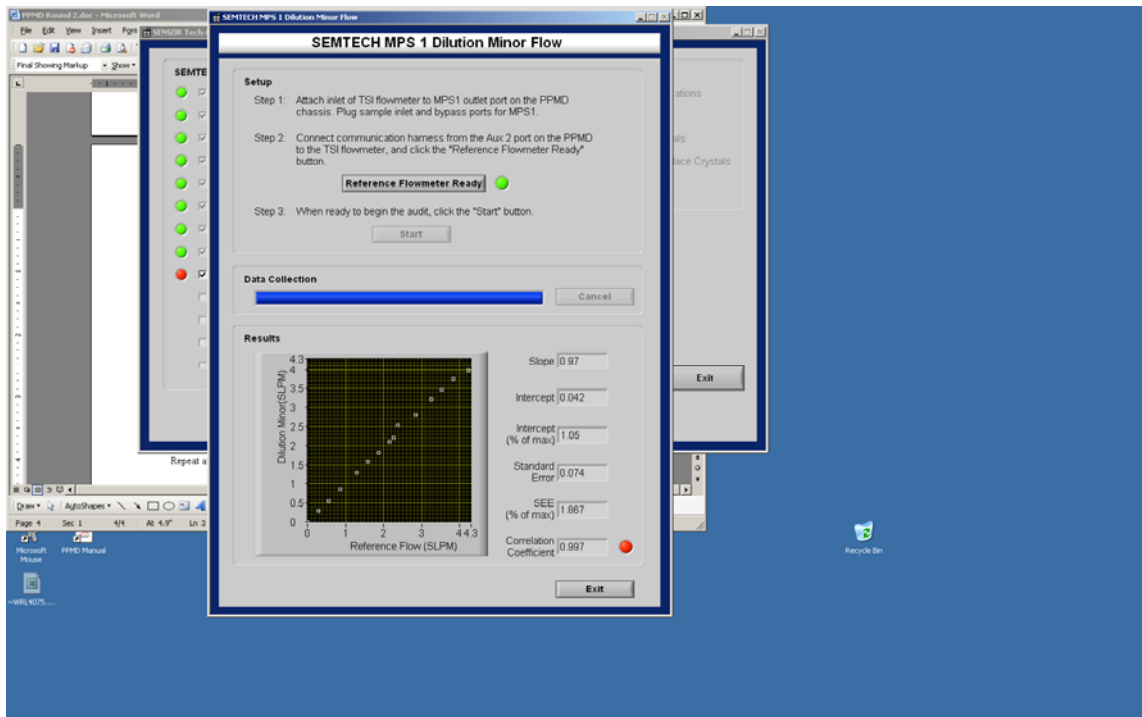 PPMD Round 2.doc - Microsoft Word
File Edit View Insert
Final Showing Markup Show
SENSOR Tech-
SEMTE
SEMTECH MPS 1 Dilution Minor Flow
SEMTECH MPS 1 Dilution Minor Flow
Setup
Step 1: Attach inlet of TSI flowmeter to MPS1 outlet port on the PPMD
chassis. Plug sample inlet and bypass ports for MPS1.
Step 2: Connect communication harness from the Aux 2 port on the PPMD
to the TSI flowmeter, and click the "Reference Flowmeter Ready"
button.
Reference Flowmeter Ready
Step 3: When ready to begin the audit, click the "Start" button.
Start
Data Collection
Cancel
Results
4.3
4
3.5
3
2.5
2
1.5
1
0.5
0
Dilution Minor(SLPM)
0 1 2 3 4 4.3
Reference Flow (SLPM)
Slope 0.97
Intercept 0.042
Intercept
(% of max) 1.05
Standard
Error 0.074
SEE
(% of max) 1.867
Correlation
Coefficient 0.997
Exit
ations
als
lace Crystals
Exit
Repeat a
Draw AutoShapes
Page 4 Sec 1 4/4 At 4.9" Ln 3
Microsoft
Mouse
PPMD Manual
~WRL4075....
Recycle Bin